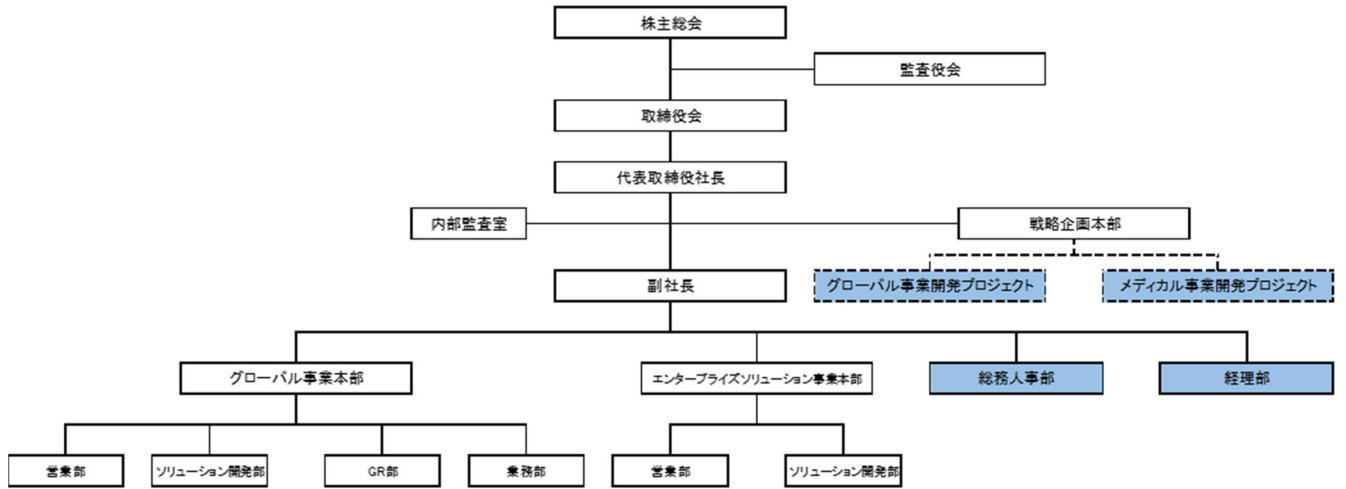 株主総会
監査役会
取締役会
代表取締役社長
内部監査室
戦略企画本部
副社長
グローバル事業開発プロジェクト
メディカル事業開発プロジェクト
グローバル事業本部
エンタープライズソリューション事業本部
総務人事部
経理部
営業部
ソリューション開発部
GR部
業務部
営業部
ソリューション開発部